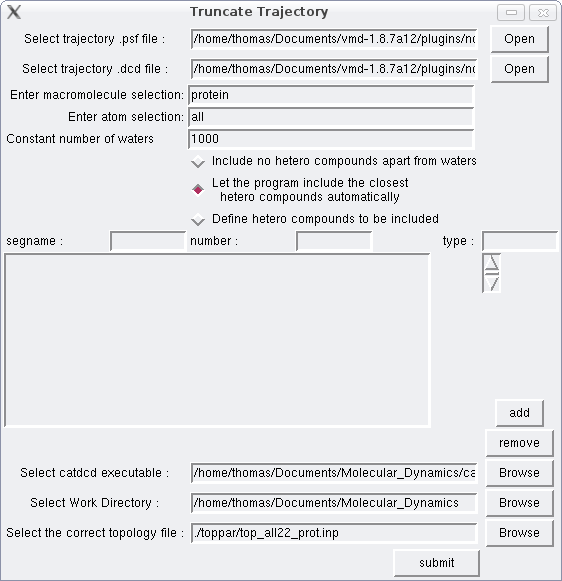 Truncate Trajectory
Select trajectory .psf file : /home/thomas/Documents/vmd-1.8.7a12/plugins/no Open
Select trajectory .dcd file : /home/thomas/Documents/vmd-1.8.7a12/plugins/no Open
Enter macromolecule selection: protein
Enter atom selection: all
Constant number of waters 1000
Include no hetero compounds apart from waters
Let the program include the closest
hetero compounds automatically
Define hetero compounds to be included
segname : number : type :
add
remove
Select catdcd executable : /home/thomas/Documents/Molecular_Dynamics/ca Browse
Select Work Directory : /home/thomas/Documents/Molecular_Dynamics Browse
Select the correct topology file : ./toppar/top_all22_prot.inp Browse
submit